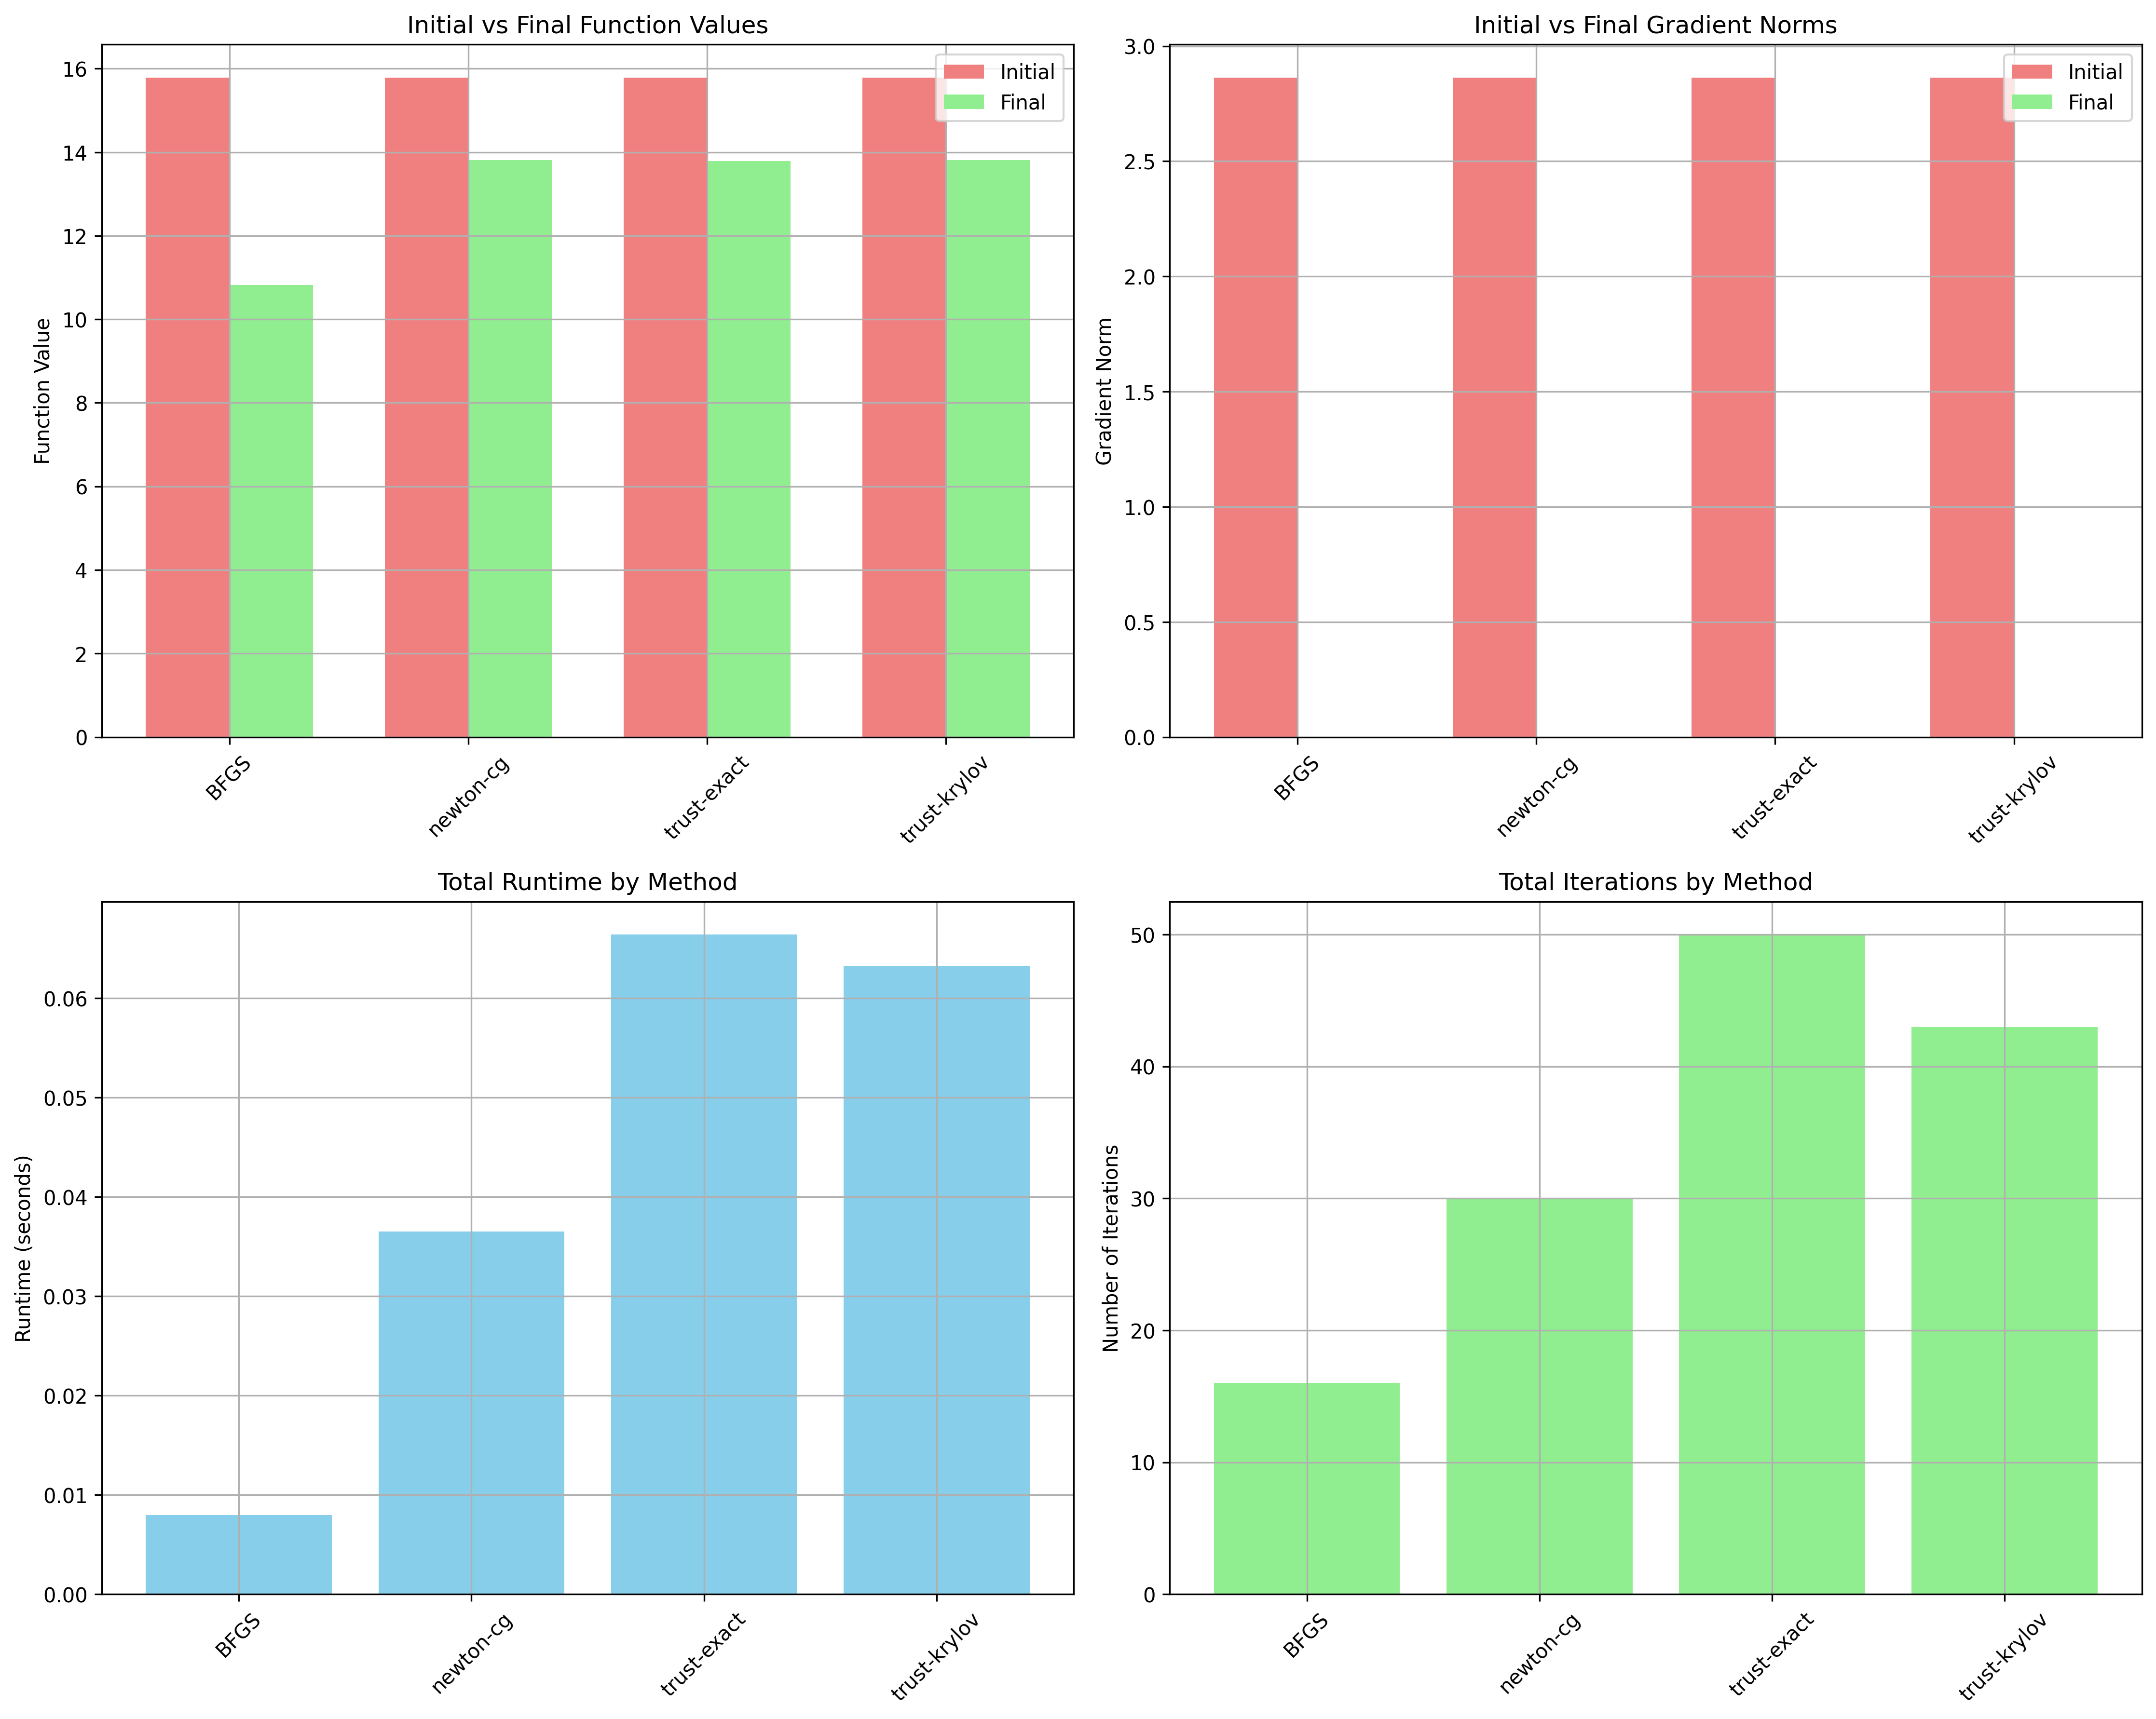 Initial vs Final Function Values
Function Value
16
14
12
10
8
6
4
2
0
Initial
Final
BFGS
newton-cg
trust-exact
trust-krylov
Initial vs Final Gradient Norms
Gradient Norm
3.0
2.5
2.0
1.5
1.0
0.5
0.0
Initial
Final
BFGS
newton-cg
trust-exact
trust-krylov
Total Runtime by Method
Runtime (seconds)
0.06
0.05
0.04
0.03
0.02
0.01
0.00
BFGS
newton-cg
trust-exact
trust-krylov
Total Iterations by Method
Number of Iterations
50
40
30
20
10
0
BFGS
newton-cg
trust-exact
trust-krylov